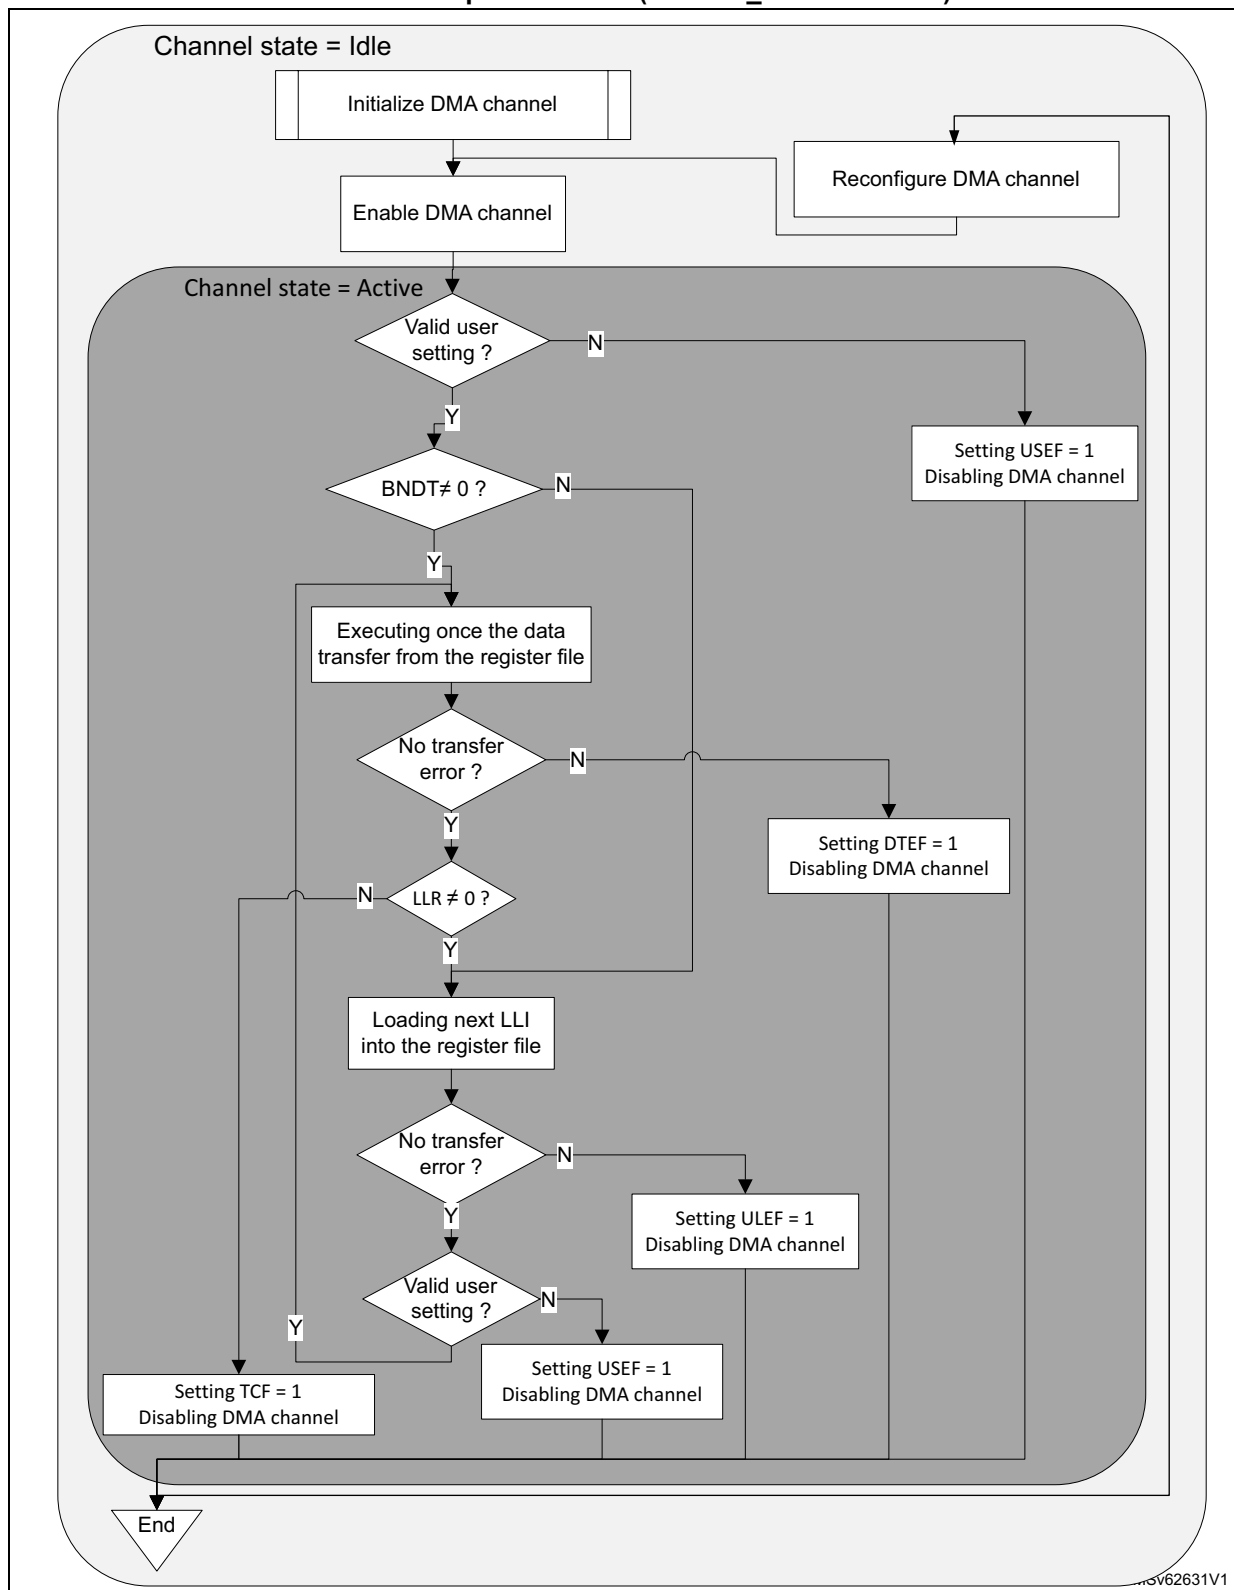 Channel state = Idle
Initialize DMA channel
Reconfigure DMA channel
Enable DMA channel
Channel state = Active
Valid user
setting ?
N
Y
Setting USEF = 1
Disabling DMA channel
BNDT≠ 0 ?
N
Y
Executing once the data
transfer from the register file
No transfer
error ?
N
Y
Setting DTEF = 1
Disabling DMA channel
LLR ≠ 0 ?
N
Y
Loading next LLI
into the register file
No transfer
error ?
N
Y
Setting ULEF = 1
Disabling DMA channel
Valid user
setting ?
N
Y
Setting USEF = 1
Disabling DMA channel
Setting TCF = 1
Disabling DMA channel
End